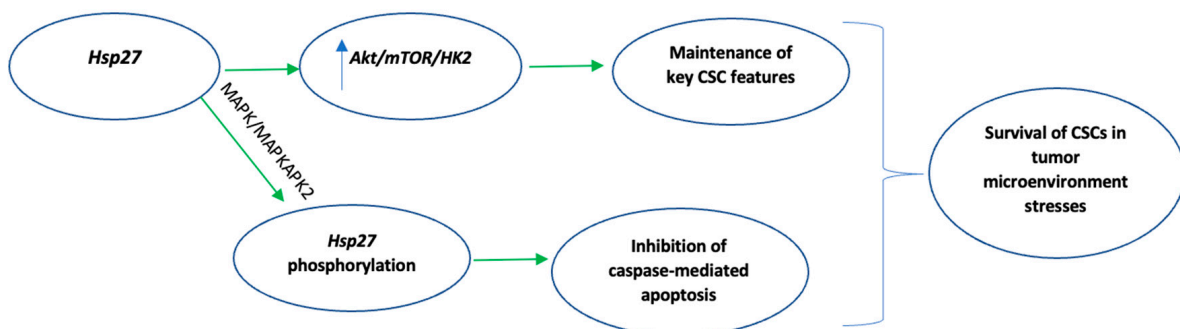 Hsp27
Akt/mTOR/HK2
Maintenance of
key CSC features
MAPK/MAPKAPK2
Survival of CSCs in
tumor
microenvironment
stresses
Hsp27
phosphorylation
Inhibition of
caspase-mediated
apoptosis